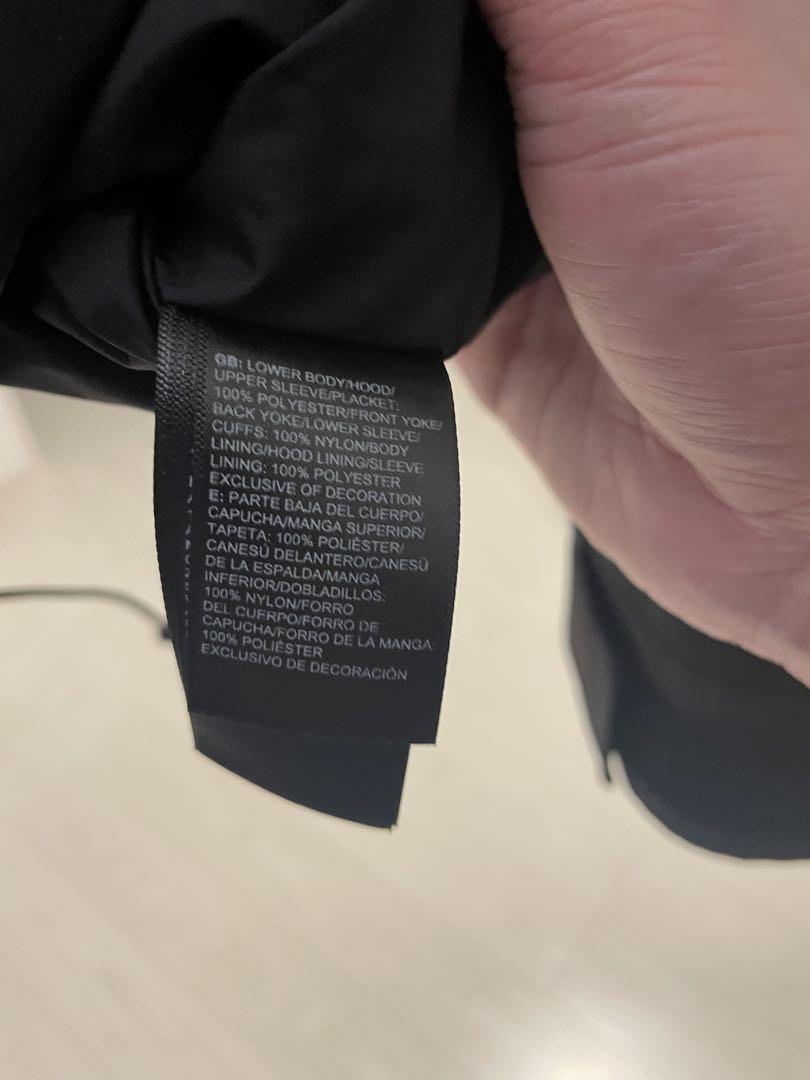 GB: LOWER BODY/HOOD/
UPPER SLEEVE/PLACKET:
100% POLYESTER/FRONT YOKE/
BACK YOKE/LOWER SLEEVE/
CUFFS: 100% NYLON/BODY
LINING/HOOD LINING/SLEEVE
LINING: 100% POLYESTER
EXCLUSIVE OF DECORATION
E: PARTE BAJA DEL CUERPO/
CAPUCHA/MANGA SUPERIOR/
TAPETA: 100% POLIÉSTER/
CANESÚ DELANTERO/CANESÚ
DE LA ESPALDA/MANGA
INFERIOR/DOBLADILLOS:
100% NYLON/FORRO
DEL CUERPO/FORRO DE
CAPUCHA/FORRO DE LA MANGA:
100% POLIÉSTER
EXCLUSIVO DE DECORACIÓN